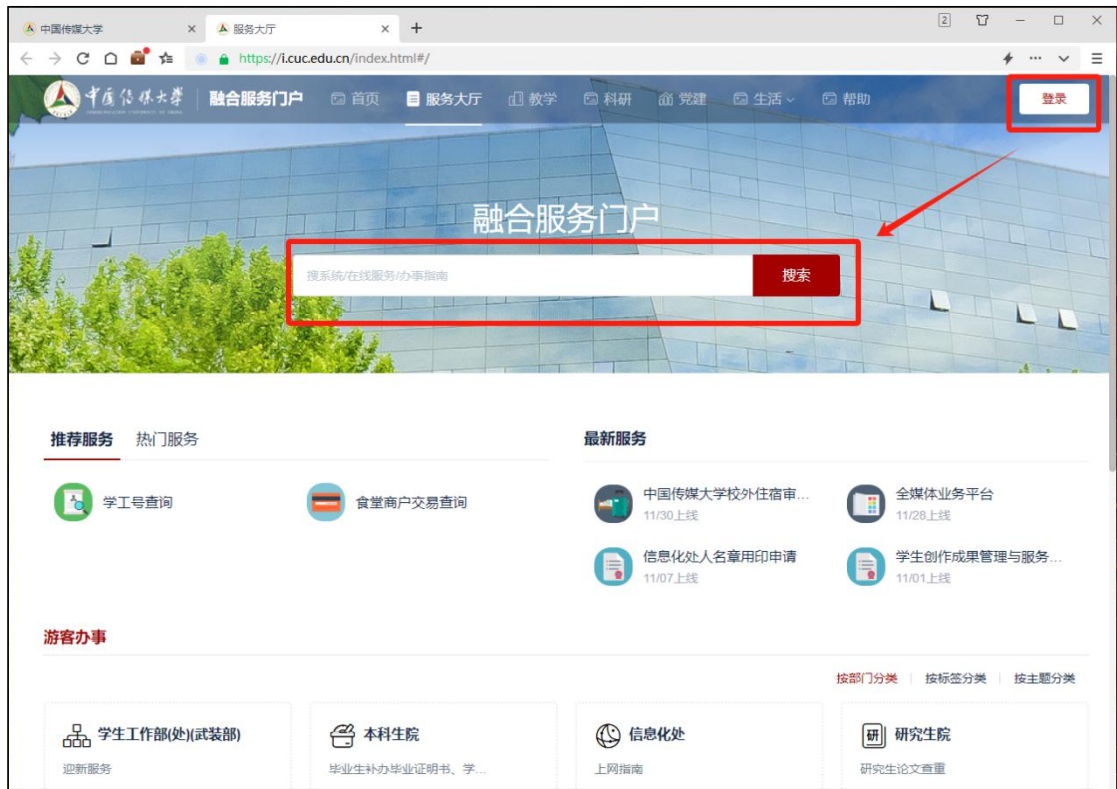 中国传媒大学
服务大厅
2
https://i.cuc.edu.cn/index.html#/
中国传媒大学
融合服务门户
首页
服务大厅
教学
科研
党建
生活
帮助
登录
融合服务门户
搜系统/在线服务/办事指南
搜索
推荐服务
热门服务
学工号查询
食堂商户交易查询
最新服务
中国传媒大学校外住宿审...
11/30上线
全媒体业务平台
11/28上线
信息化处人名章用印申请
11/07上线
学生创作成果管理与服务...
11/01上线
游客办事
按部门分类
按标签分类
按主题分类
学生工作部(处)(武装部)
迎新服务
本科生院
毕业生补办毕业证明书、学...
信息化处
上网指南
研
研究生院
研究生论文查重